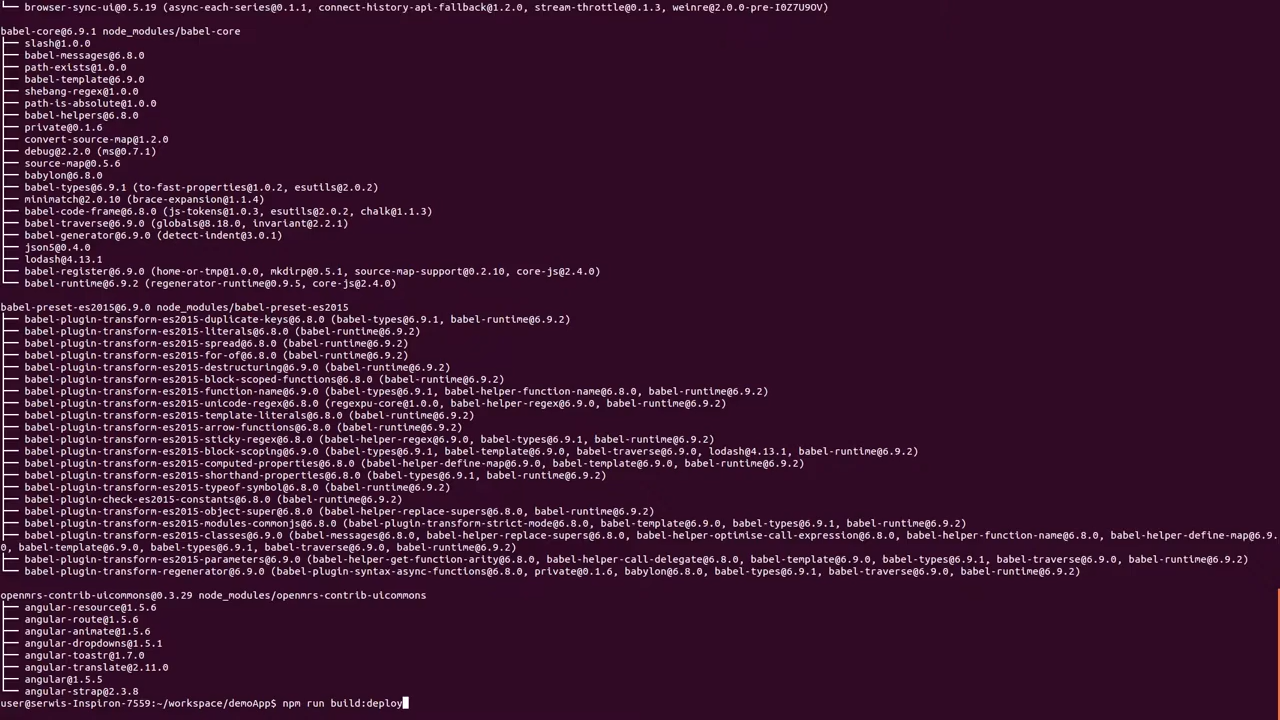 └── browser-sync-ui@0.5.19 (async-each-series@0.1.1, connect-history-api-fallback@1.2.0, stream-throttle@0.1.3, weinre@2.0.0-pre-I0Z7U9OV)
babel-core@6.9.1 node_modules/babel-core
├── slash@1.0.0
├── babel-messages@6.8.0
├── path-exists@1.0.0
├── babel-template@6.9.0
├── shebang-regex@1.0.0
├── path-is-absolute@1.0.0
├── babel-helpers@6.8.0
├── private@0.1.6
├── convert-source-map@1.2.0
├── debug@2.2.0 (ms@0.7.1)
├── source-map@0.5.6
├── babylon@6.8.0
├── babel-types@6.9.1 (to-fast-properties@1.0.2, esutils@2.0.2)
├── minimatch@2.0.10 (brace-expansion@1.1.4)
├── babel-code-frame@6.8.0 (js-tokens@1.0.3, esutils@2.0.2, chalk@1.1.3)
├── babel-traverse@6.9.0 (globals@8.18.0, invariant@2.2.1)
├── babel-generator@6.9.0 (detect-indent@3.0.1)
├── json5@0.4.0
├── lodash@4.13.1
├── babel-register@6.9.0 (home-or-tmp@1.0.0, mkdirp@0.5.1, source-map-support@0.2.10, core-js@2.4.0)
└── babel-runtime@6.9.2 (regenerator-runtime@0.9.5, core-js@2.4.0)
babel-preset-es2015@6.9.0 node_modules/babel-preset-es2015
├── babel-plugin-transform-es2015-duplicate-keys@6.8.0 (babel-types@6.9.1, babel-runtime@6.9.2)
├── babel-plugin-transform-es2015-literals@6.8.0 (babel-runtime@6.9.2)
├── babel-plugin-transform-es2015-spread@6.8.0 (babel-runtime@6.9.2)
├── babel-plugin-transform-es2015-for-of@6.8.0 (babel-runtime@6.9.2)
├── babel-plugin-transform-es2015-destructuring@6.9.0 (babel-runtime@6.9.2)
├── babel-plugin-transform-es2015-block-scoped-functions@6.8.0 (babel-runtime@6.9.2)
├── babel-plugin-transform-es2015-function-name@6.9.0 (babel-types@6.9.1, babel-helper-function-name@6.8.0, babel-runtime@6.9.2)
├── babel-plugin-transform-es2015-unicode-regex@6.8.0 (regexpu-core@1.0.0, babel-helper-regex@6.9.0, babel-runtime@6.9.2)
├── babel-plugin-transform-es2015-template-literals@6.8.0 (babel-runtime@6.9.2)
├── babel-plugin-transform-es2015-arrow-functions@6.8.0 (babel-runtime@6.9.2)
├── babel-plugin-transform-es2015-sticky-regex@6.8.0 (babel-helper-regex@6.9.0, babel-types@6.9.1, babel-runtime@6.9.2)
├── babel-plugin-transform-es2015-block-scoping@6.8.0 (babel-types@6.9.1, babel-template@6.9.0, babel-traverse@6.9.0, lodash@4.13.1, babel-runtime@6.9.2)
├── babel-plugin-transform-es2015-computed-properties@6.8.0 (babel-helper-define-map@6.9.0, babel-template@6.9.0, babel-runtime@6.9.2)
├── babel-plugin-transform-es2015-shorthand-properties@6.8.0 (babel-types@6.9.1, babel-runtime@6.9.2)
├── babel-plugin-transform-es2015-typeof-symbol@6.8.0 (babel-runtime@6.9.2)
├── babel-plugin-check-es2015-constants@6.8.0 (babel-runtime@6.9.2)
├── babel-plugin-transform-es2015-object-super@6.8.0 (babel-helper-replace-supers@6.8.0, babel-runtime@6.9.2)
├── babel-plugin-transform-es2015-modules-commonjs@6.8.0 (babel-plugin-transform-strict-mode@6.8.0, babel-template@6.9.0, babel-types@6.9.1, babel-runtime@6.9.2)
├── babel-plugin-transform-es2015-classes@6.9.0 (babel-messages@6.8.0, babel-helper-replace-supers@6.8.0, babel-helper-optimise-call-expression@6.8.0, babel-helper-function-name@6.8.0, babel-helper-define-map@6.9.
0, babel-template@6.9.0, babel-types@6.9.1, babel-traverse@6.9.0, babel-runtime@6.9.2)
├── babel-plugin-transform-es2015-parameters@6.9.0 (babel-helper-get-function-arity@6.8.0, babel-helper-call-delegate@6.8.0, babel-template@6.9.0, babel-types@6.9.1, babel-traverse@6.9.0, babel-runtime@6.9.2)
└── babel-plugin-transform-regenerator@6.9.0 (babel-plugin-syntax-async-functions@6.8.0, private@0.1.6, babylon@6.8.0, babel-types@6.9.1, babel-traverse@6.9.0, babel-runtime@6.9.2)
openmrs-contrib-uicommons@0.3.29 node_modules/openmrs-contrib-uicommons
├── angular-resource@1.5.6
├── angular-route@1.5.6
├── angular-animate@1.5.6
├── angular-dropdowns@1.5.1
├── angular-toastr@1.7.0
├── angular-translate@2.11.0
├── angular@1.5.5
└── angular-strap@2.3.8
user@serwis-Inspiron-7559:~/workspace/demoApp$ npm run build:deploy